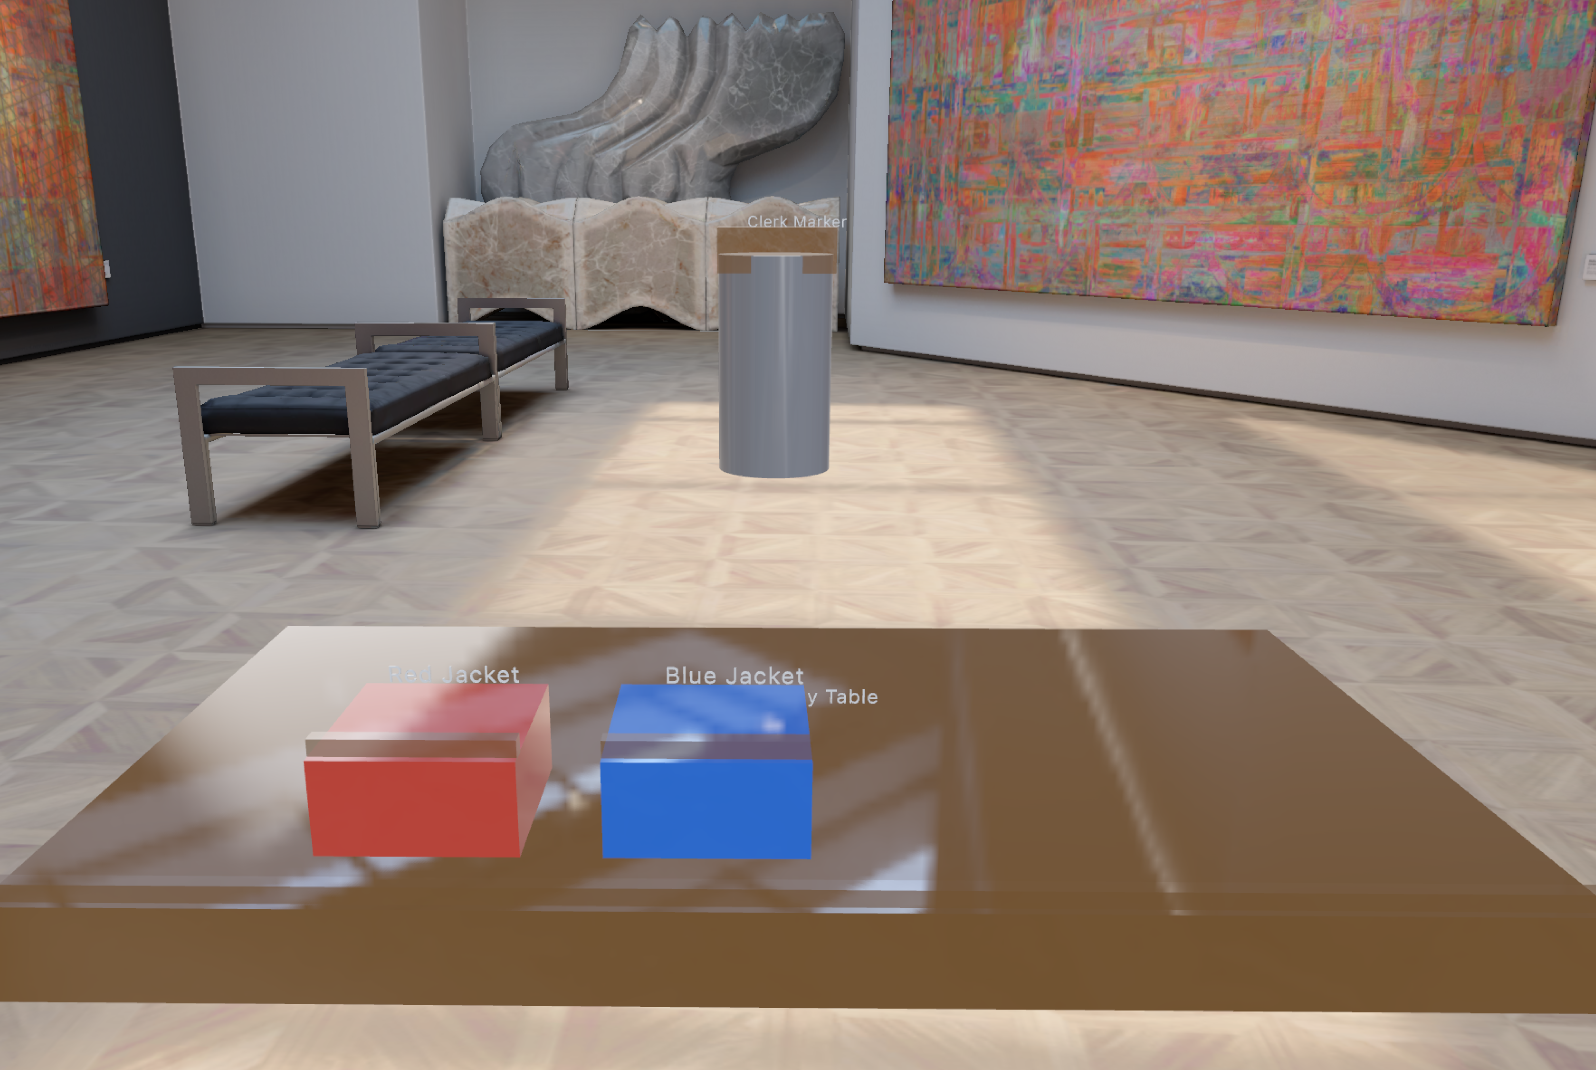 Clerk Marker
Red Jacket
Blue Jacket
y Table